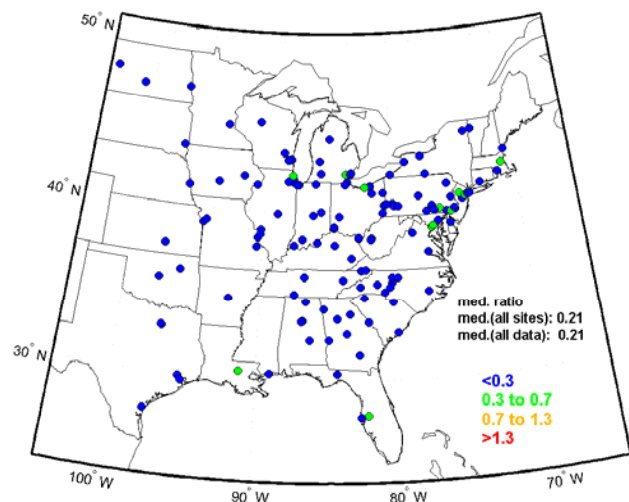 50° N
40° N
30° N
med. ratio
med.(all sites): 0.21
med.(all data): 0.21
<0.3
0.3 to 0.7
0.7 to 1.3
>1.3
100° W
90° W
80° W
70° W